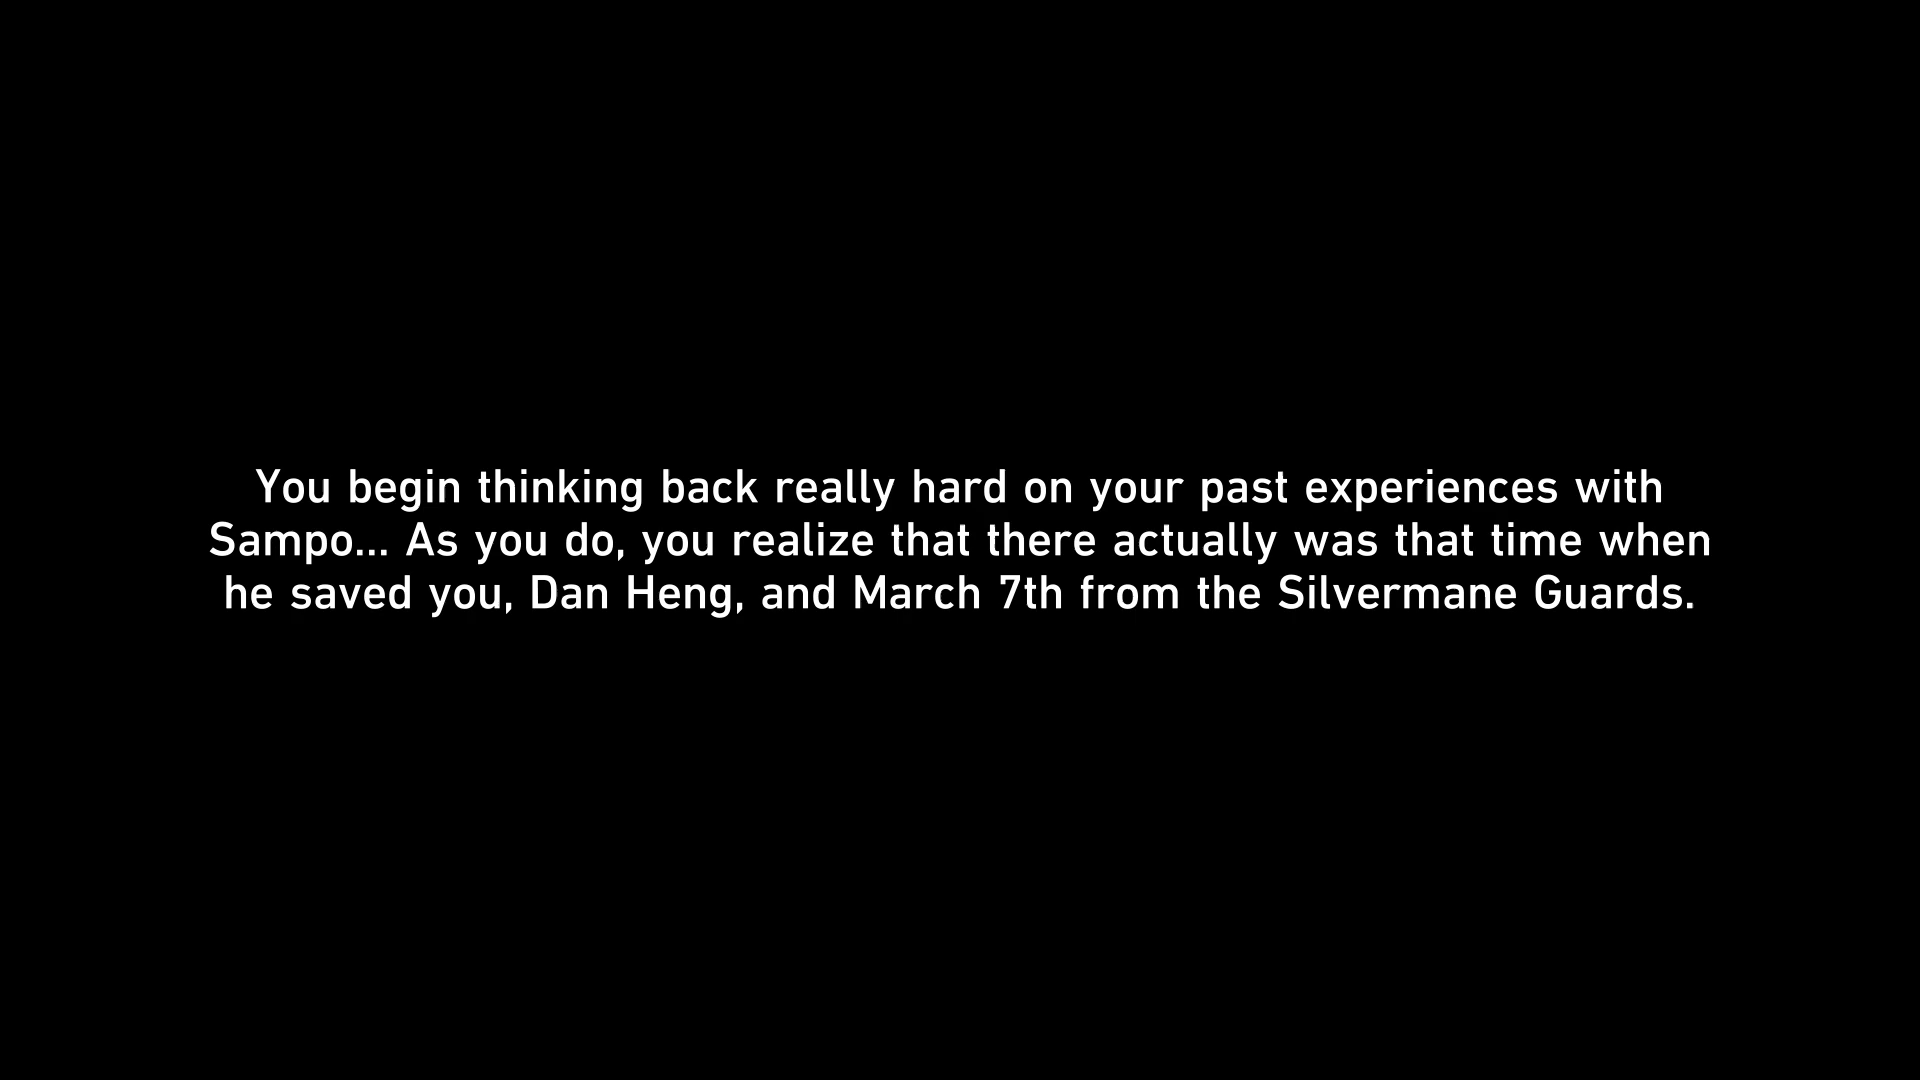 You begin thinking back really hard on your past experiences with
Sampo... As you do, you realize that there actually was that time when
he saved you, Dan Heng, and March 7th from the Silvermane Guards.